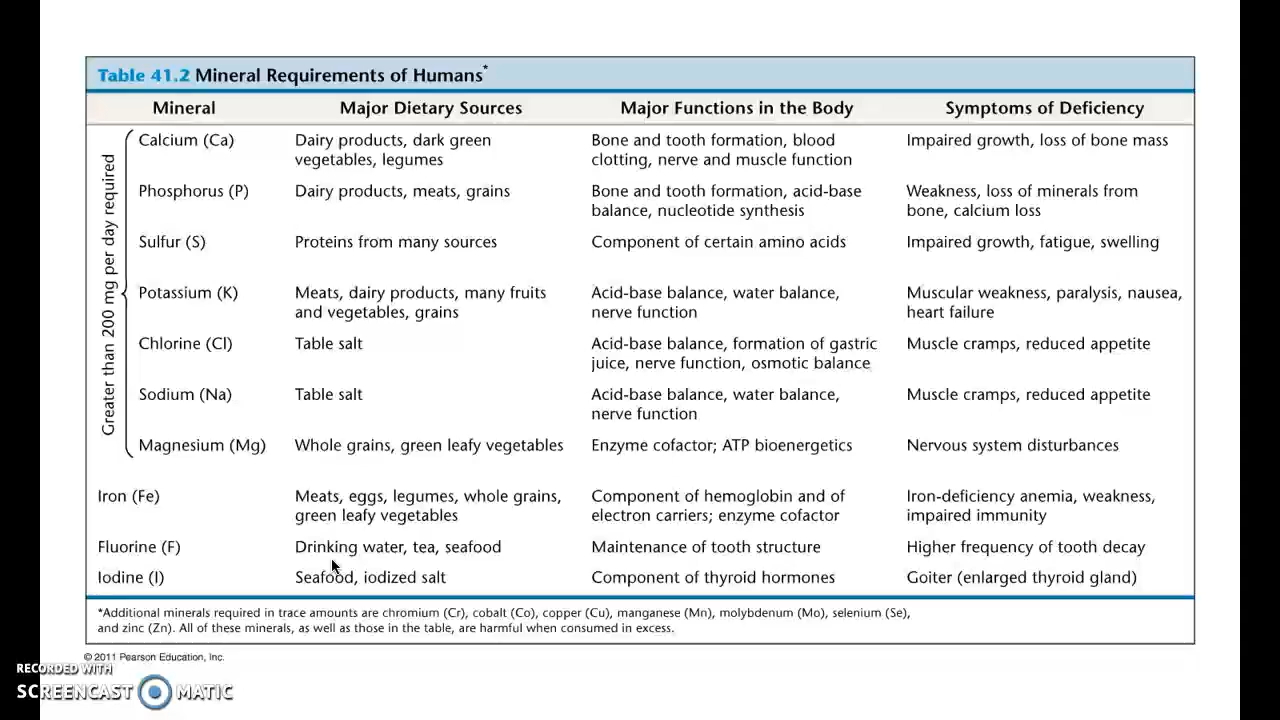 Table 41.2 Mineral Requirements of Humans*
Mineral Major Dietary Sources Major Functions in the Body Symptoms of Deficiency
Greater than 200 mg per day required
Calcium (Ca) Dairy products, dark green Bone and tooth formation, blood Impaired growth, loss of bone mass
vegetables, legumes clotting, nerve and muscle function
Phosphorus (P) Dairy products, meats, grains Bone and tooth formation, acid-base Weakness, loss of minerals from
balance, nucleotide synthesis bone, calcium loss
Sulfur (S) Proteins from many sources Component of certain amino acids Impaired growth, fatigue, swelling
Potassium (K) Meats, dairy products, many fruits Acid-base balance, water balance, Muscular weakness, paralysis, nausea,
and vegetables, grains nerve function heart failure
Chlorine (Cl) Table salt Acid-base balance, formation of gastric Muscle cramps, reduced appetite
juice, nerve function, osmotic balance
Sodium (Na) Table salt Acid-base balance, water balance, Muscle cramps, reduced appetite
nerve function
Magnesium (Mg) Whole grains, green leafy vegetables Enzyme cofactor; ATP bioenergetics Nervous system disturbances
Iron (Fe) Meats, eggs, legumes, whole grains, Component of hemoglobin and of Iron-deficiency anemia, weakness,
green leafy vegetables electron carriers; enzyme cofactor impaired immunity
Fluorine (F) Drinking water, tea, seafood Maintenance of tooth structure Higher frequency of tooth decay
Iodine (I) Seafood, iodized salt Component of thyroid hormones Goiter (enlarged thyroid gland)
*Additional minerals required in trace amounts are chromium (Cr), cobalt (Co), copper (Cu), manganese (Mn), molybdenum (Mo), selenium (Se),
and zinc (Zn). All of these minerals, as well as those in the table, are harmful when consumed in excess.
© 2011 Pearson Education, Inc.
RECORDED WITH
SCREENCAST MATIC